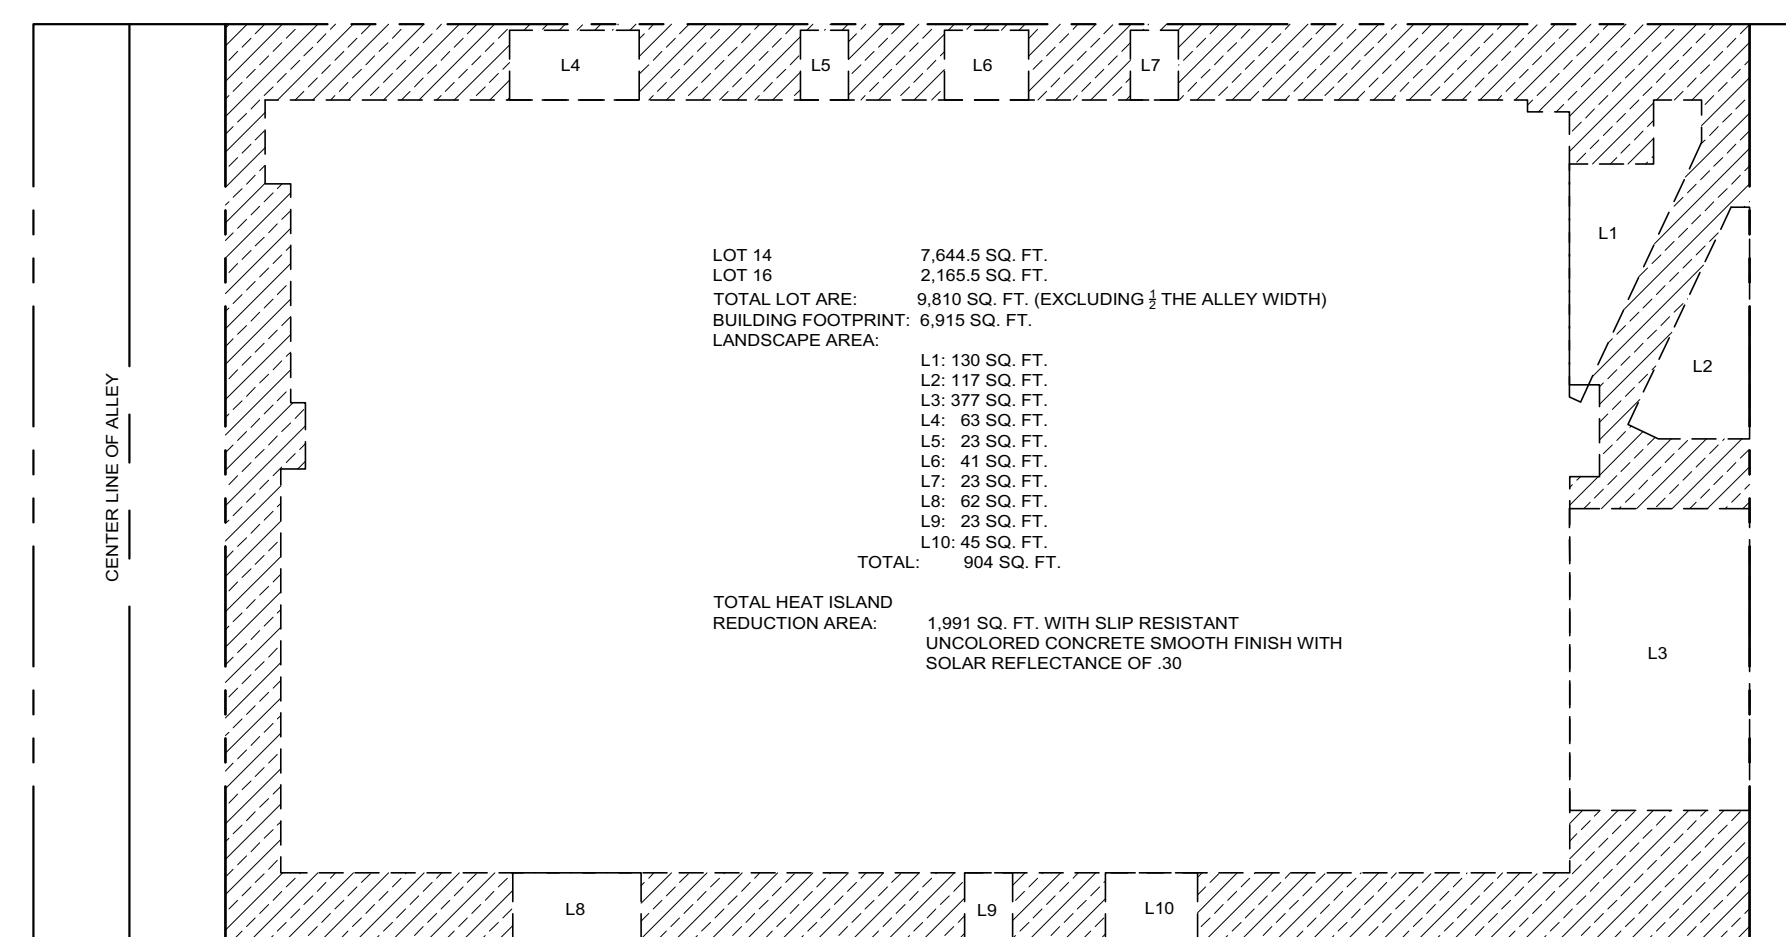 L4
L5
L6
L7
L1
L2
L3
L8
L9
L10
CENTER LINE OF ALLEY
LOT 14 7,644.5 SQ. FT.
LOT 16 2,165.5 SQ. FT.
TOTAL LOT ARE: 9,810 SQ. FT. (EXCLUDING ½ THE ALLEY WIDTH)
BUILDING FOOTPRINT: 6,915 SQ. FT.
LANDSCAPE AREA:
L1: 130 SQ. FT.
L2: 117 SQ. FT.
L3: 377 SQ. FT.
L4: 63 SQ. FT.
L5: 23 SQ. FT.
L6: 41 SQ. FT.
L7: 23 SQ. FT.
L8: 62 SQ. FT.
L9: 23 SQ. FT.
L10: 45 SQ. FT.
TOTAL: 904 SQ. FT.
TOTAL HEAT ISLAND
REDUCTION AREA: 1,991 SQ. FT. WITH SLIP RESISTANT
UNCOLORED CONCRETE SMOOTH FINISH WITH
SOLAR REFLECTANCE OF .30